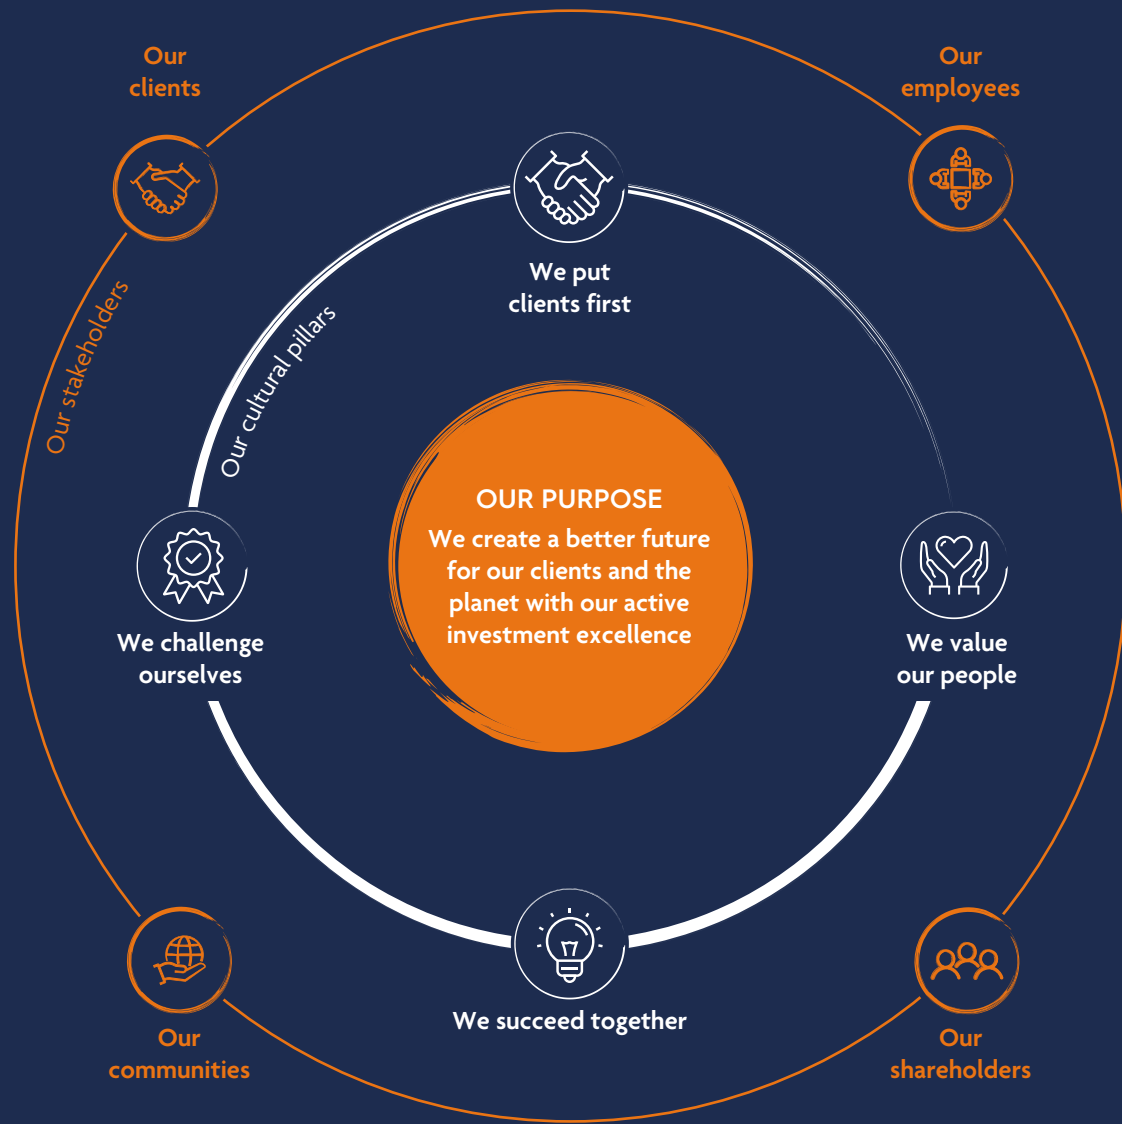 Our
clients
Our
employees
We put
clients first
Our stakeholders
Our cultural pillars
OUR PURPOSE
We create a better future
for our clients and the
planet with our active
investment excellence
We challenge
ourselves
We value
our people
We succeed together
Our
communities
Our
shareholders